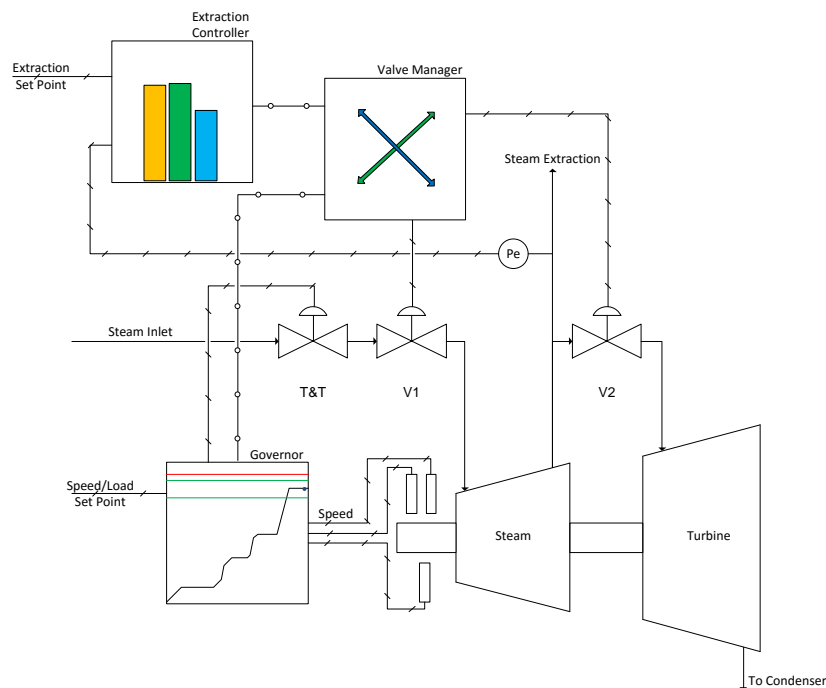 Extraction
Controller
Extraction
Set Point
Valve Manager
Steam Extraction
Pe
Steam Inlet
T&T
V1
V2
Governor
Speed/Load
Set Point
Speed
Steam
Turbine
To Condenser